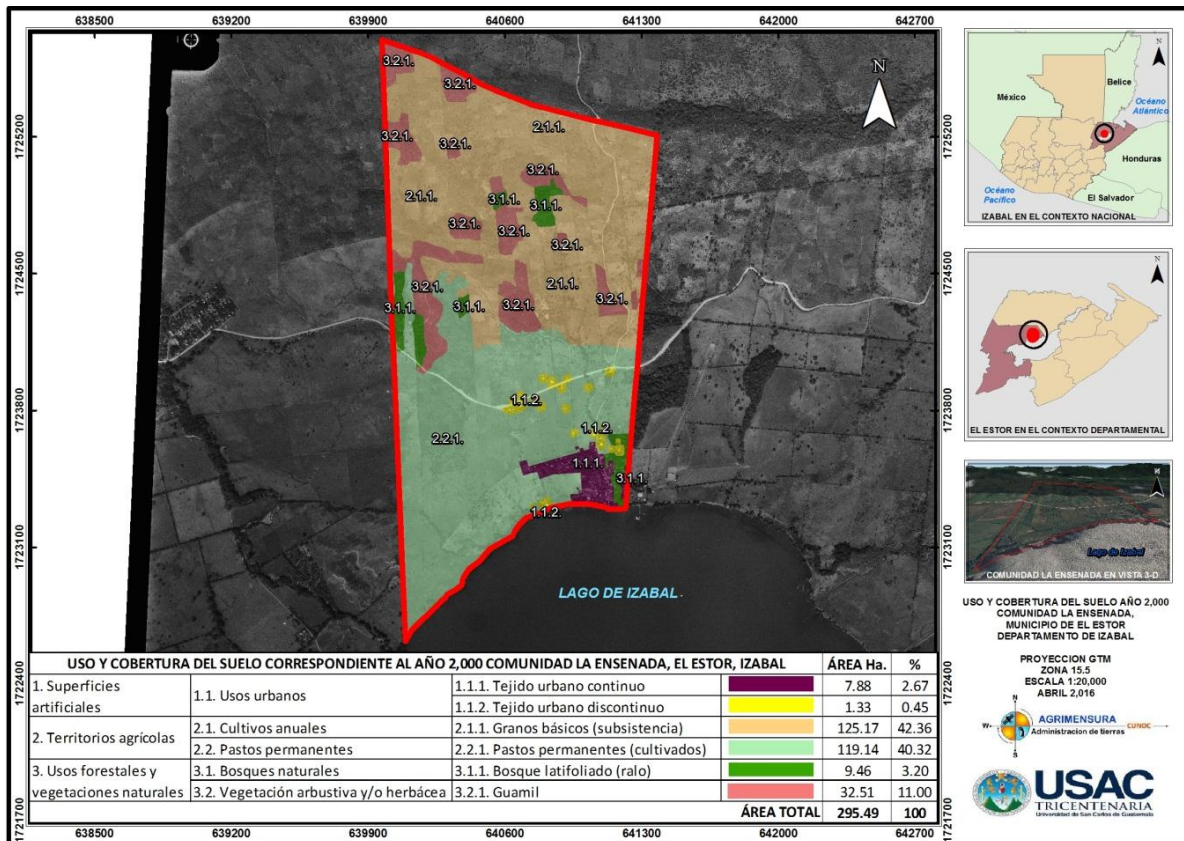 638500 639200 639900 640600 641300 642000 642700
1725200
1724500
1723800
1723100
1722400
1721700
N
3.2.1.
3.2.1.
2.1.1.
3.2.1.
3.2.1.
3.2.1.
2.1.1.
3.1.1.
3.1.1.
3.2.1.
3.2.1.
3.2.1.
3.2.1.
2.1.1.
3.1.1.
3.1.1.
3.2.1.
3.2.1.
1.1.2.
1.1.2.
2.2.1.
1.1.1.
3.1.1.
1.1.2.
LAGO DE IZABAL
1725200
1724500
1723800
1723100
1722400
1721700
USO Y COBERTURA DEL SUELO CORRESPONDIENTE AL AÑO 2,000 COMUNIDAD LA ENSENADA, EL ESTOR, IZABAL ÁREA Ha. %
1. Superficies artificiales 1.1. Usos urbanos 1.1.1. Tejido urbano continuo 7.88 2.67
1.1.2. Tejido urbano discontinuo 1.33 0.45
2. Territorios agrícolas 2.1. Cultivos anuales 2.1.1. Granos básicos (subsistencia) 125.17 42.36
2.2. Pastos permanentes 2.2.1. Pastos permanentes (cultivados) 119.14 40.32
3. Usos forestales y vegetaciones naturales 3.1. Bosques naturales 3.1.1. Bosque latifoliado (ralo) 9.46 3.20
3.2. Vegetación arbustiva y/o herbácea 3.2.1. Guamil 32.51 11.00
ÁREA TOTAL 295.49 100
638500 639200 639900 640600 641300 642000 642700
N
Belice
México
Océano
Atlántico
Honduras
Océano
Pacífico
El Salvador
IZABAL EN EL CONTEXTO NACIONAL
N
EL ESTOR EN EL CONTEXTO DEPARTAMENTAL
N
Lago de Izabal
COMUNIDAD LA ENSENADA EN VISTA 3-D
USO Y COBERTURA DEL SUELO AÑO 2,000
COMUNIDAD LA ENSENADA,
MUNICIPIO DE EL ESTOR
DEPARTAMENTO DE IZABAL
PROYECCION GTM
ZONA 15.5
ESCALA 1:20,000
ABRIL 2,016
N
W
E
S
AGRIMENSURA CUNOC
Administracion de tierras
USAC
TRICENTENARIA
Universidad de San Carlos de Guatemala